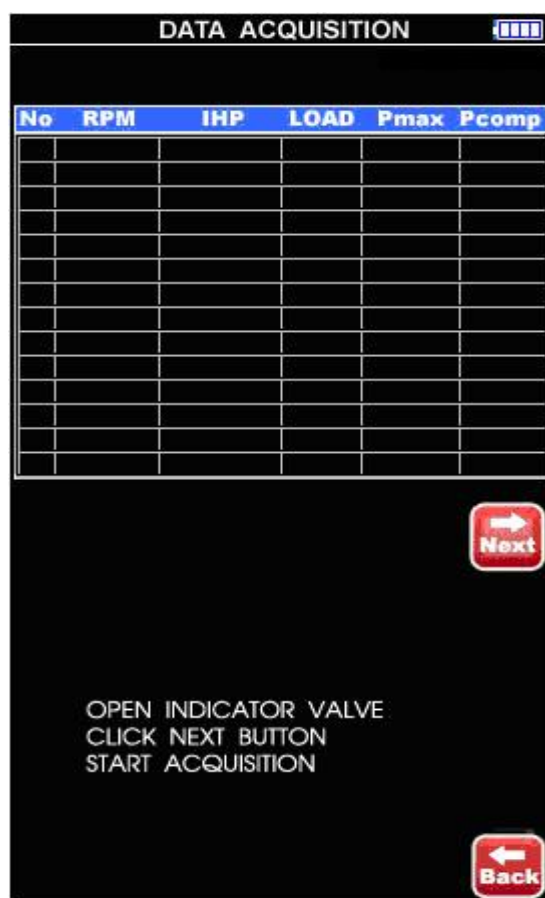 DATA ACQUISITION
No RPM IHP LOAD Pmax Pcomp
Next
OPEN INDICATOR VALVE
CLICK NEXT BUTTON
START ACQUISITION
Back